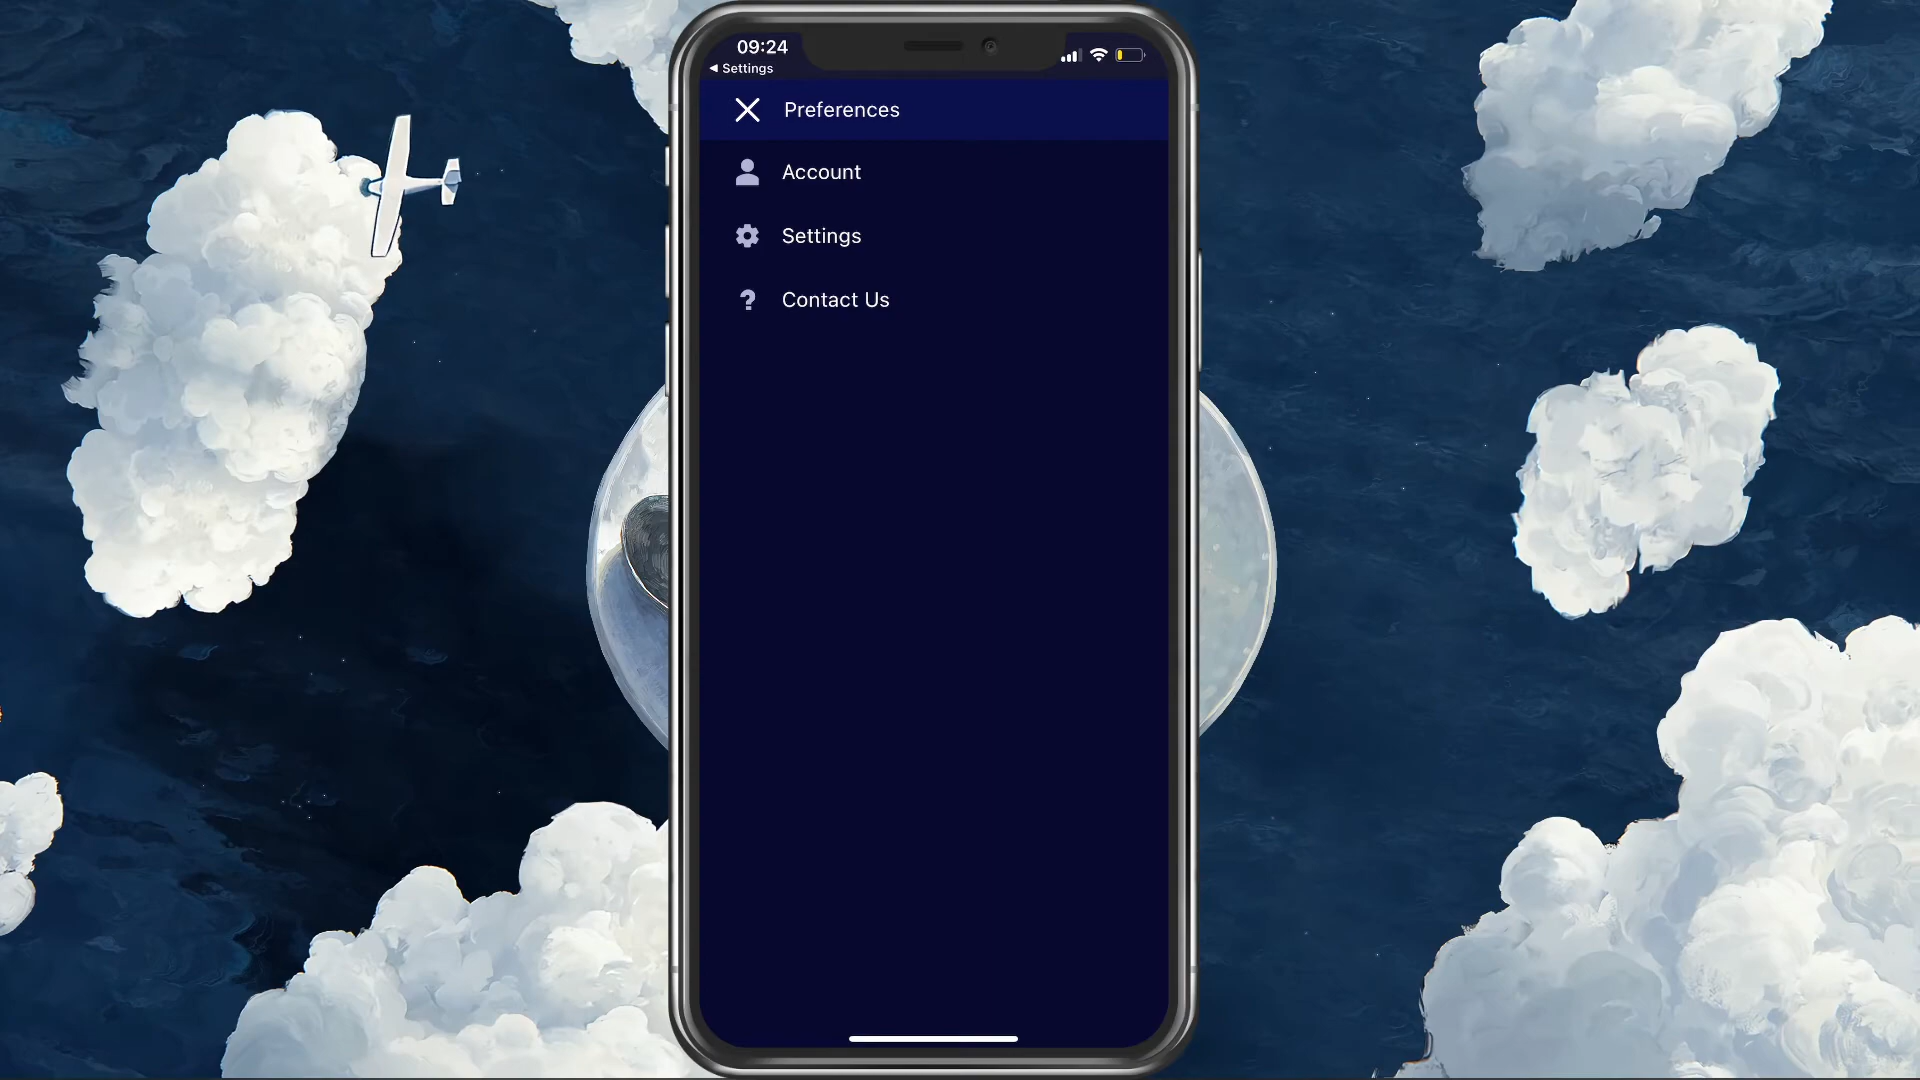 09:24
◀ Settings
Preferences
Account
Settings
? Contact Us